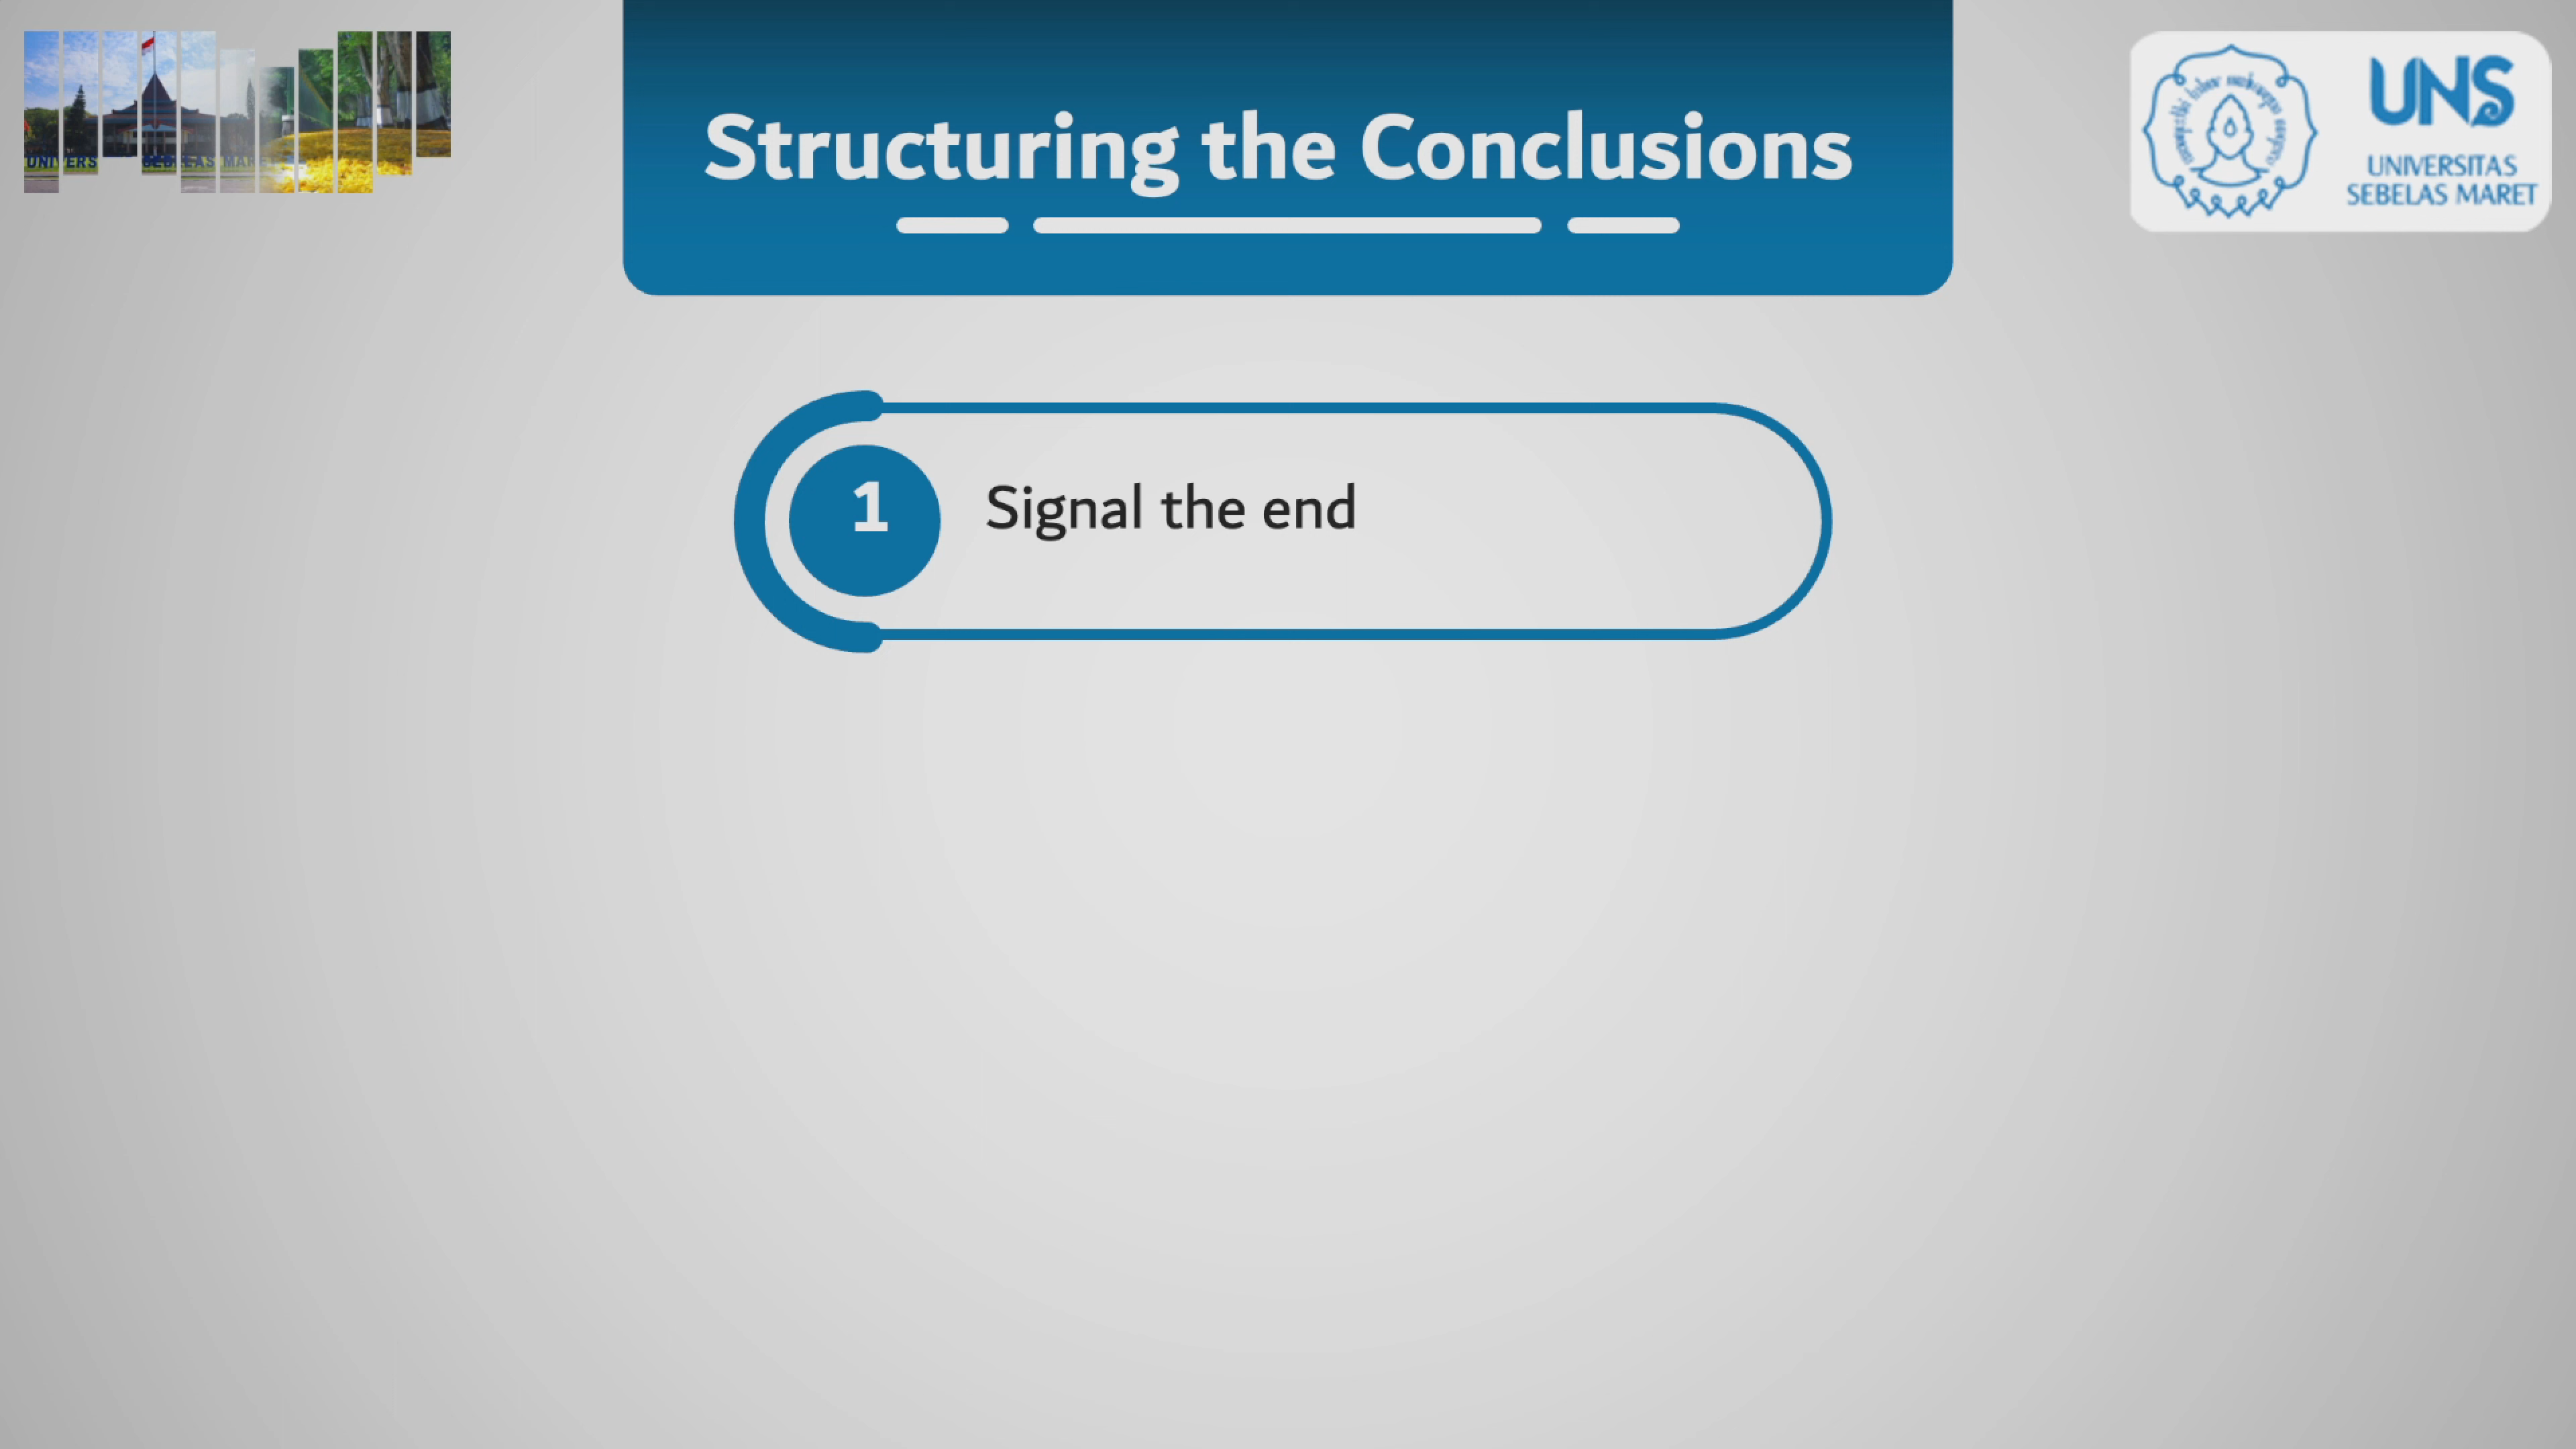 Structuring the Conclusions
UNS
UNIVERSITAS
SEBELAS MARET
1
Signal the end